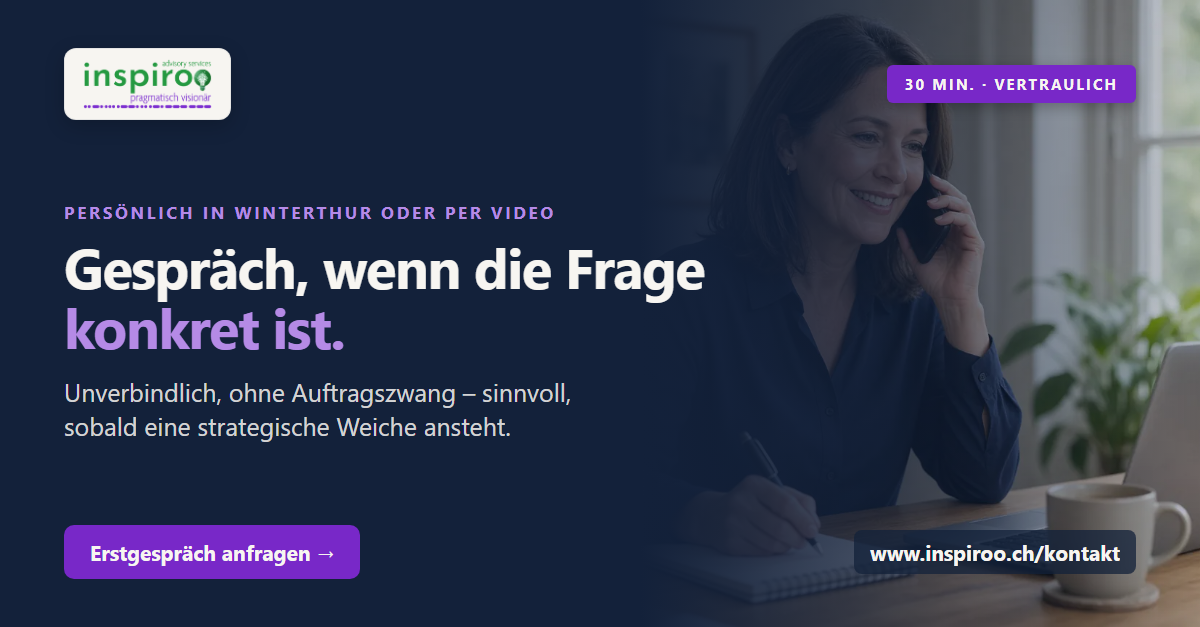 advisory services
inspiroo
pragmatisch visionär
30 MIN. · VERTRAULICH
PERSÖNLICH IN WINTERTHUR ODER PER VIDEO
Gespräch, wenn die Frage
konkret ist.
Unverbindlich, ohne Auftragszwang – sinnvoll,
sobald eine strategische Weiche ansteht.
Erstgespräch anfragen →
www.inspiroo.ch/kontakt